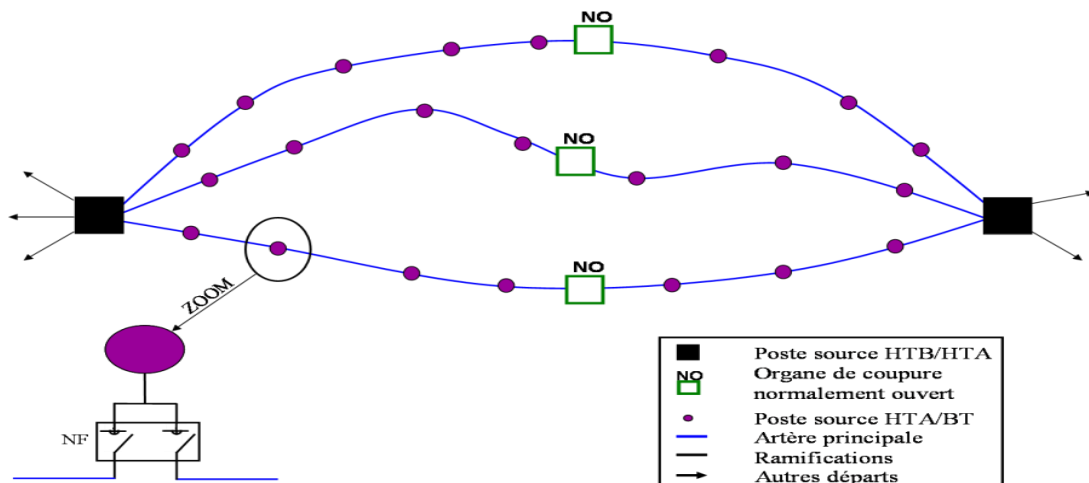 NO
NO
NO
ZOOM
NF
Poste source HTB/HTA
NO
Organe de coupure
normalement ouvert
Poste source HTA/BT
Artère principale
Ramifications
Autres départs